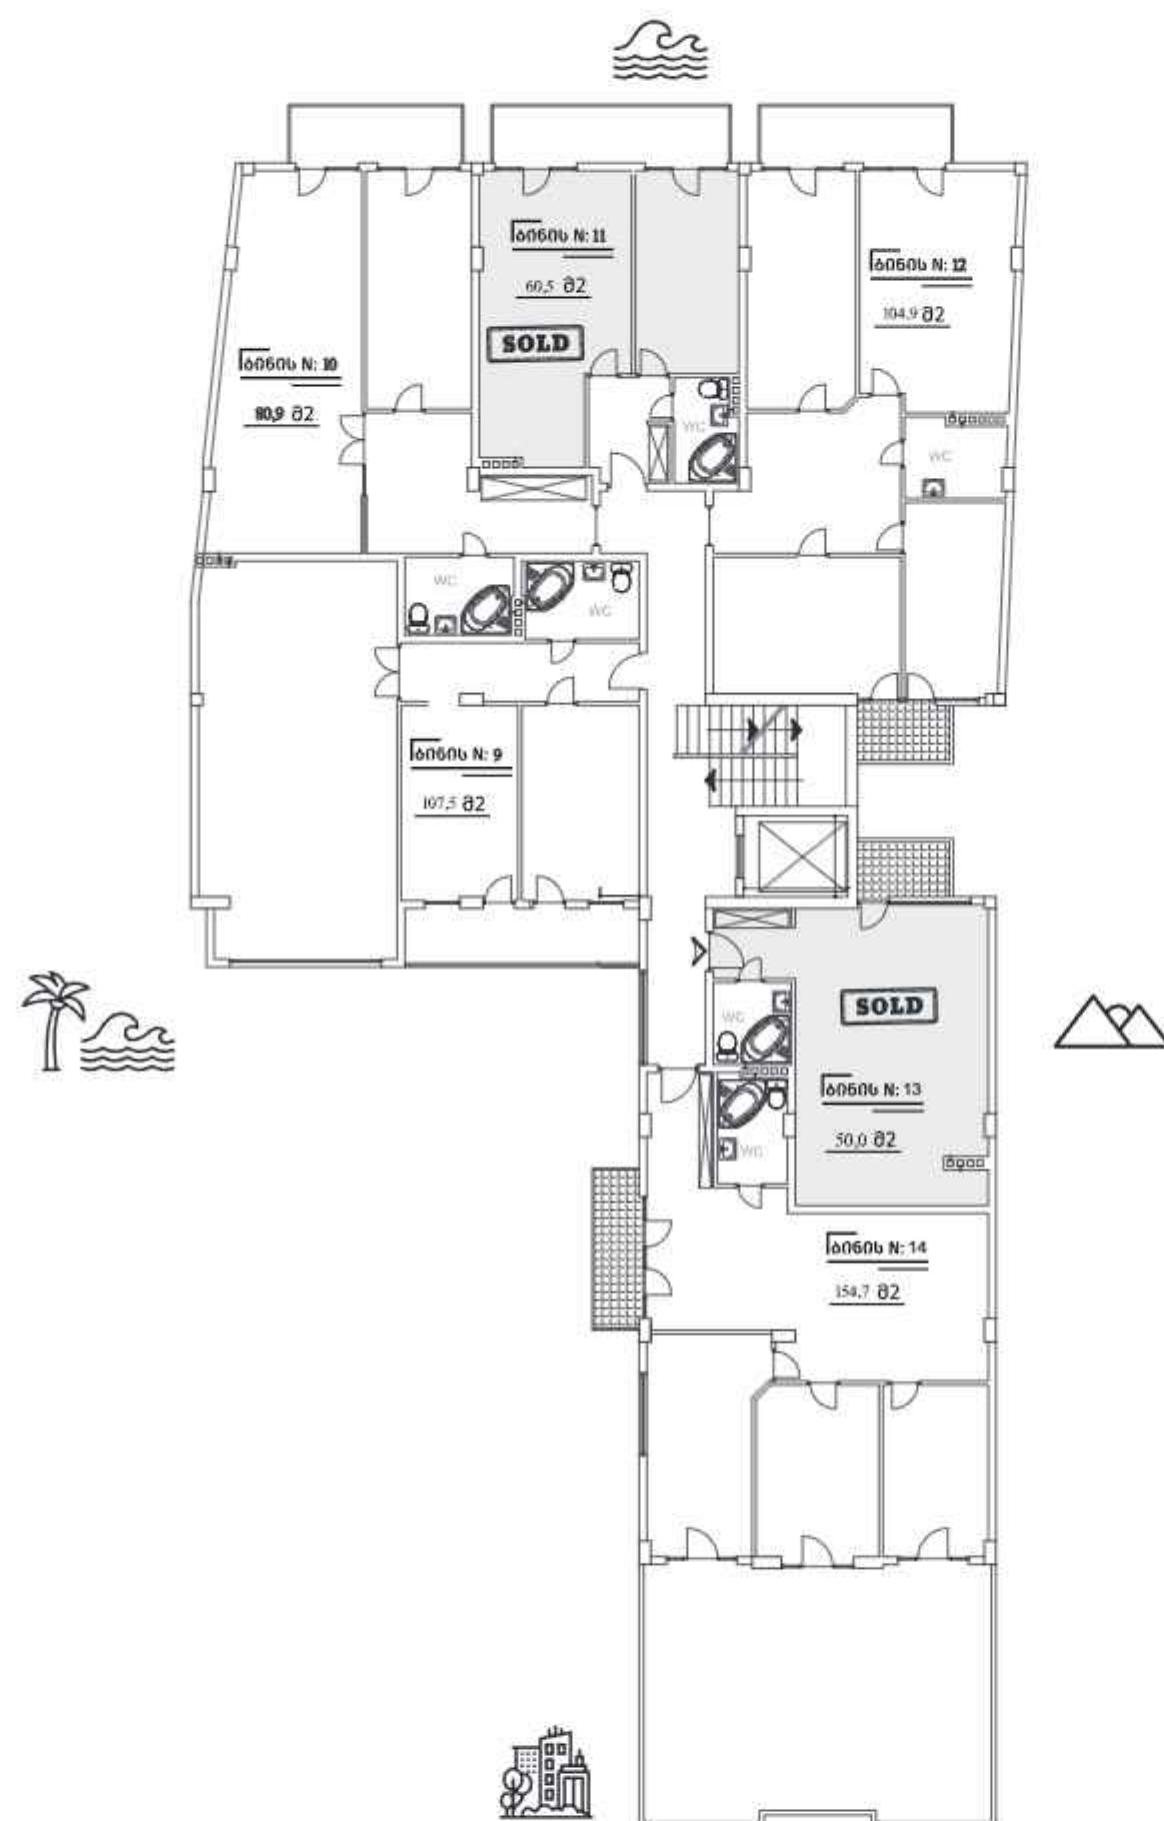 ბინის N: 11
60,5 მ2
SOLD
ბინის N: 12
104.9 მ2
ბინის N: 10
80,9 მ2
WC
WC
WC
WC
ბინის N: 9
107,5 მ2
SOLD
WC
ბინის N: 13
50,0 მ2
WC
ბინის N: 14
154,7 მ2